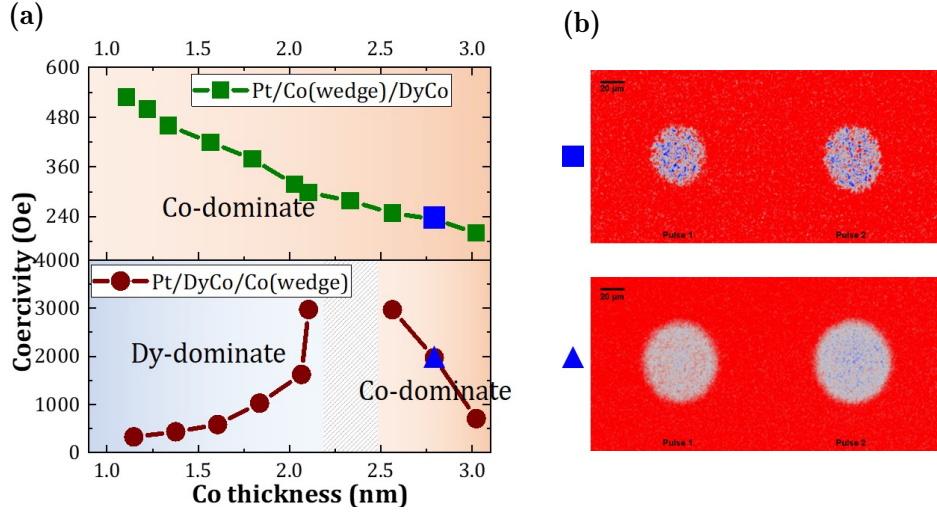 (a)
1.0 1.5 2.0 2.5 3.0
600
Pt/Co(wedge)/DyCo
480
360
Co-dominate
240
Coercivity (Oe)
4000
Pt/DyCo/Co(wedge)
3000
Dy-dominate
2000
Co-dominate
1000
0
1.0 1.5 2.0 2.5 3.0
Co thickness (nm)
(b)
20 μm
Pulse 1 Pulse 2
20 μm
Pulse 1 Pulse 2